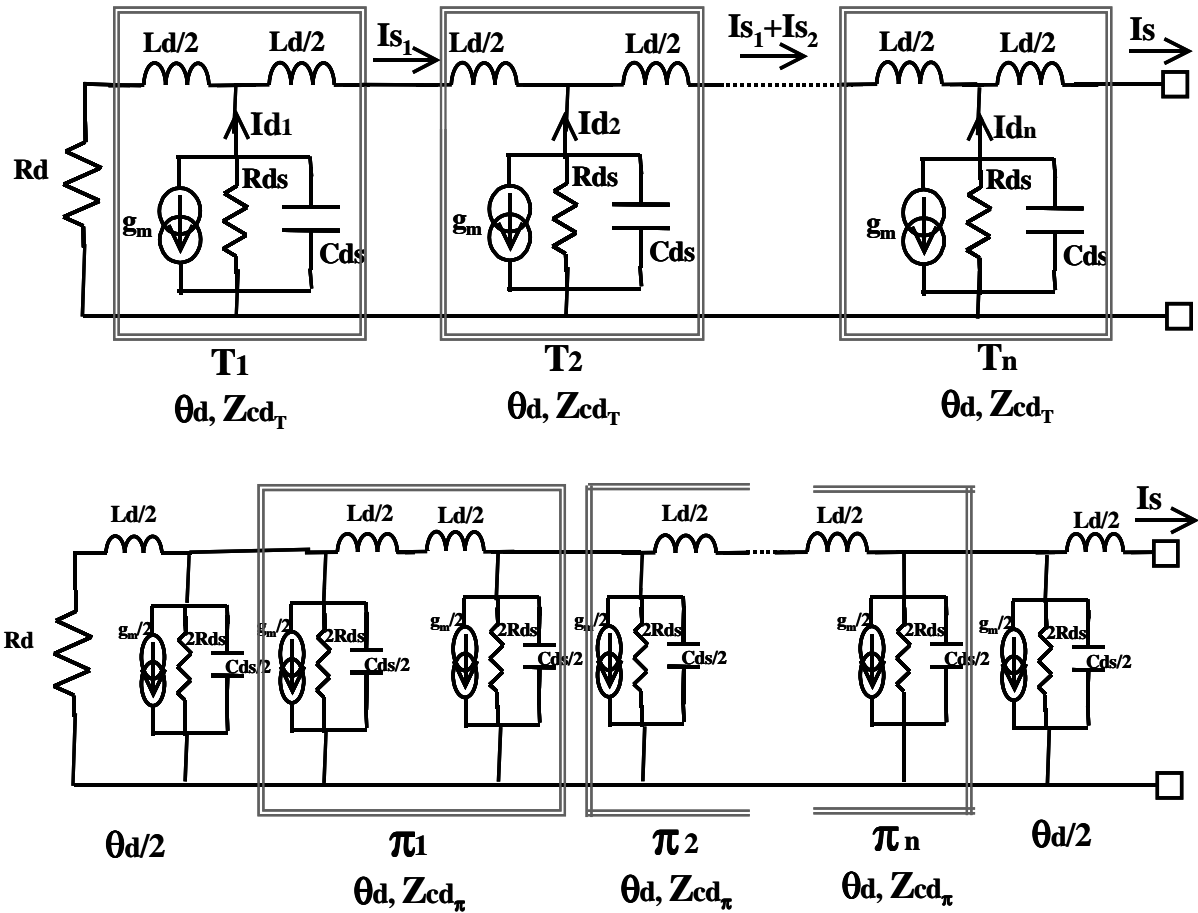 Ld/2 Ld/2 Is1 Ld/2 Ld/2 Is1+Is2 Ld/2 Ld/2 Is
Id1 Id2 Idn
Rd Rds Rds Rds
gm gm gm
Cds Cds Cds
T1 T2 Tn
θd, ZcdT θd, ZcdT θd, ZcdT
Ld/2 Ld/2 Ld/2 Ld/2 Ld/2 Ld/2 Is
gm/2 gm/2 gm/2 gm/2 gm/2 gm/2
Rd 2Rds 2Rds 2Rds 2Rds 2Rds 2Rds
Cds/2 Cds/2 Cds/2 Cds/2 Cds/2 Cds/2
θd/2 π1 π2 πn θd/2
θd, Zcdπ θd, Zcdπ θd, Zcdπ